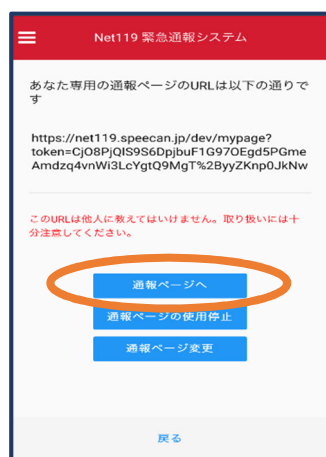 Net119 緊急通報システム
あなた専用の通報ページのURLは以下の通りで
す
https://net119.speecan.jp/dev/mypage?
token=CjO8PjQIS9S6DpjbuF1G97OEgd5PGme
Amdzq4vnWi3LcYgtQ9MgT%2ByyZKnp0JkNw
このURLは他人に教えてはいけません。取り扱いには十
分注意してください。
通報ページへ
通報ページの使用停止
通報ページ変更
戻る